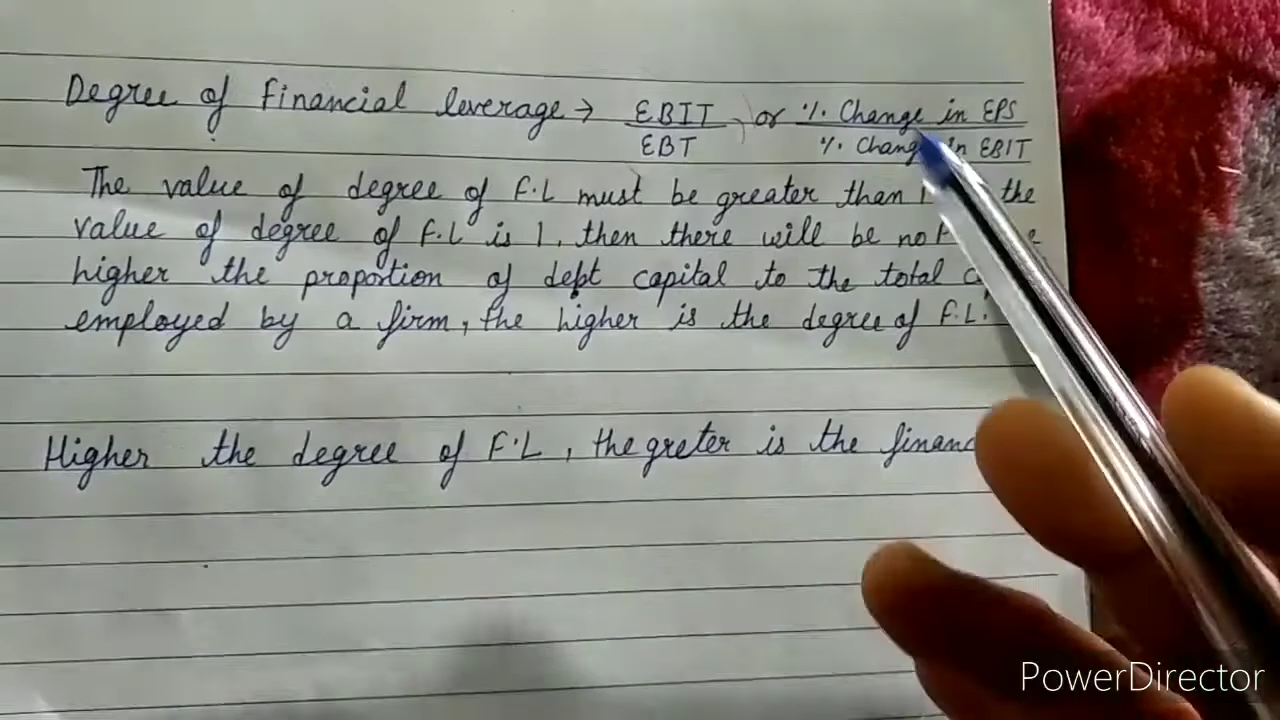 Degree of Financial leverage → EBIT / EBT, or % Change in EPS / % Change in EBIT
The value of degree of F.L must be greater than 1 the
value of degree of F.L is 1, then there will be no
higher the proportion of debt capital to the total
employed by a firm, the higher is the degree of F.L.
Higher the degree of F.L, the greter is the
PowerDirector